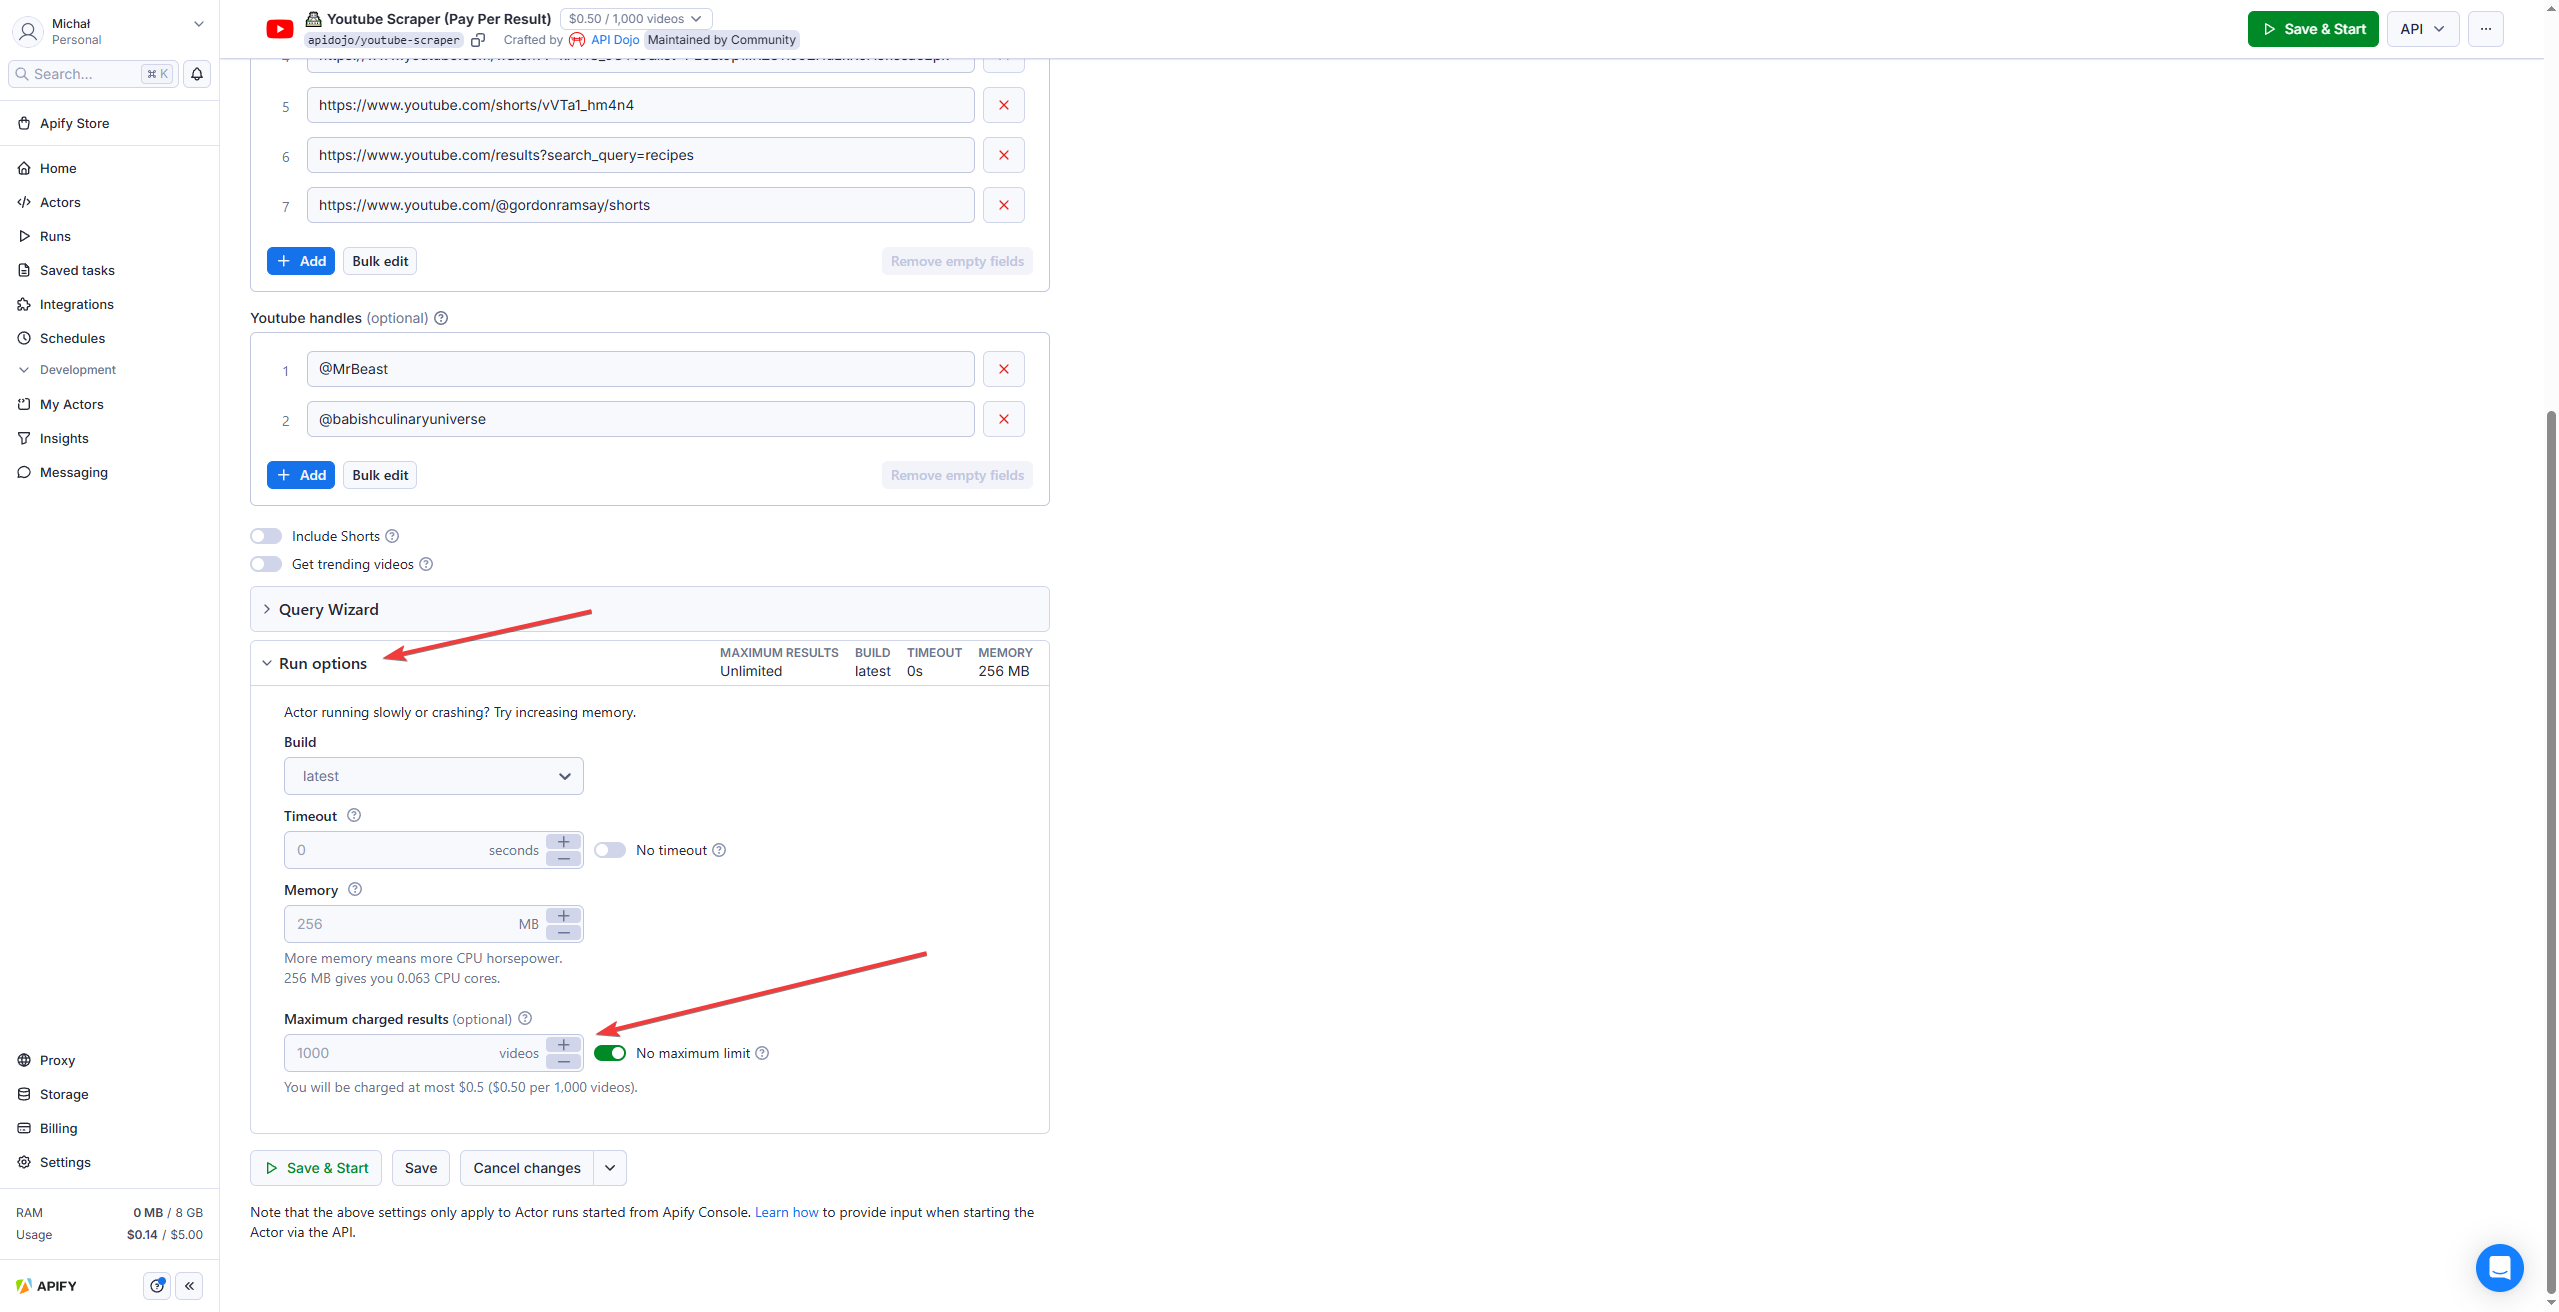 Michał
Personal
Search...
⌘ K
Apify Store
Home
Actors
Runs
Saved tasks
Integrations
Schedules
Development
My Actors
Insights
Messaging
Proxy
Storage
Billing
Settings
RAM 0 MB / 8 GB
Usage $0.14 / $5.00
APIFY
Youtube Scraper (Pay Per Result) $0.50 / 1,000 videos
apidojo/youtube-scraper Crafted by API Dojo Maintained by Community
Save & Start API
5 https://www.youtube.com/shorts/vVTa1_hm4n4
6 https://www.youtube.com/results?search_query=recipes
7 https://www.youtube.com/@gordonramsay/shorts
Add Bulk edit Remove empty fields
Youtube handles (optional)
1 @MrBeast
2 @babishculinaryuniverse
Add Bulk edit Remove empty fields
Include Shorts
Get trending videos
Query Wizard
Run options
MAXIMUM RESULTS BUILD TIMEOUT MEMORY
Unlimited latest 0s 256 MB
Actor running slowly or crashing? Try increasing memory.
Build
latest
Timeout
0 seconds No timeout
Memory
256 MB
More memory means more CPU horsepower.
256 MB gives you 0.063 CPU cores.
Maximum charged results (optional)
1000 videos No maximum limit
You will be charged at most $0.5 ($0.50 per 1,000 videos).
Save & Start Save Cancel changes
Note that the above settings only apply to Actor runs started from Apify Console. Learn how to provide input when starting the
Actor via the API.